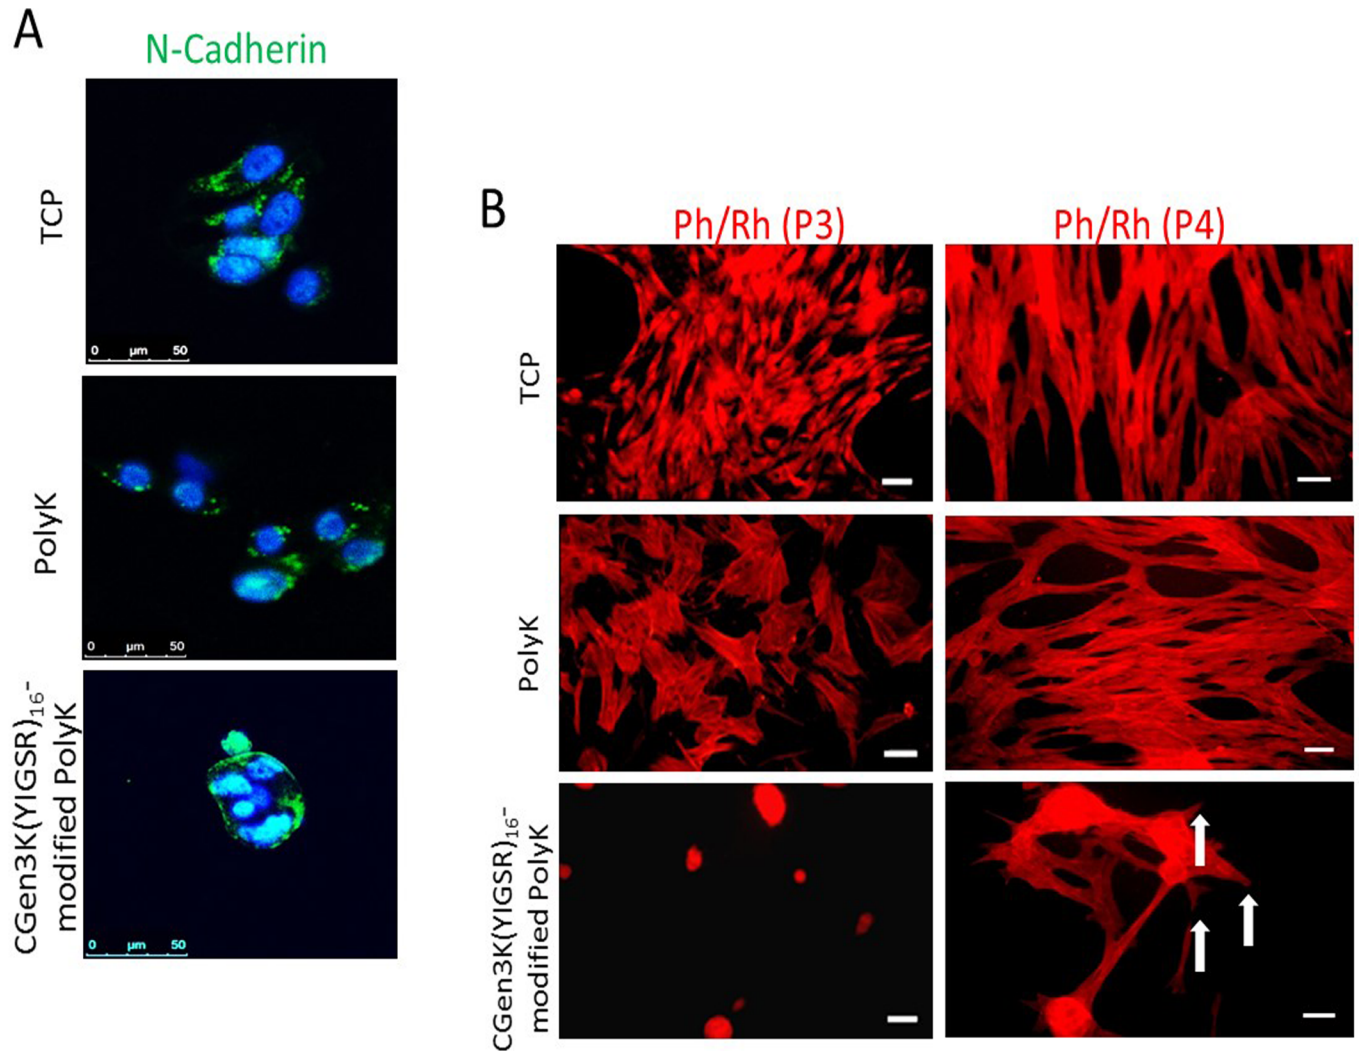 A
N-Cadherin
TCP
0 µm 50
PolyK
0 µm 50
CGen3K(YIGSR)₁₆-
modified PolyK
0 µm 50
B
Ph/Rh (P3)
Ph/Rh (P4)
TCP
PolyK
CGen3K(YIGSR)₁₆-
modified PolyK